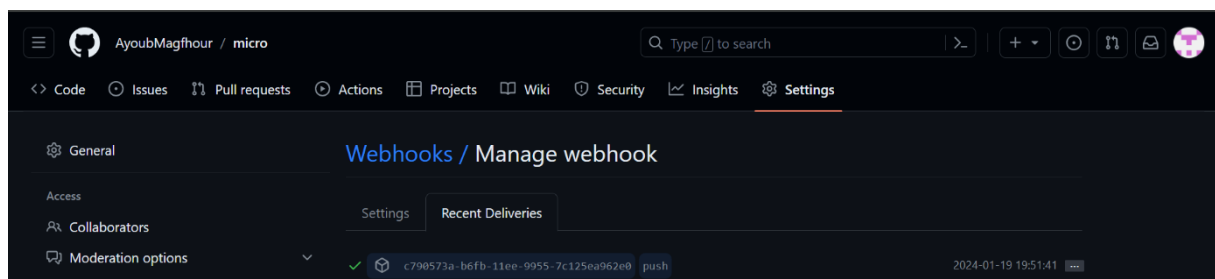 AyoubMagfhour / micro
Type / to search
Code Issues Pull requests Actions Projects Wiki Security Insights Settings
General
Access
Collaborators
Moderation options
Webhooks / Manage webhook
Settings Recent Deliveries
c790573a-b6fb-11ee-9955-7c125ea962e0 push 2024-01-19 19:51:41